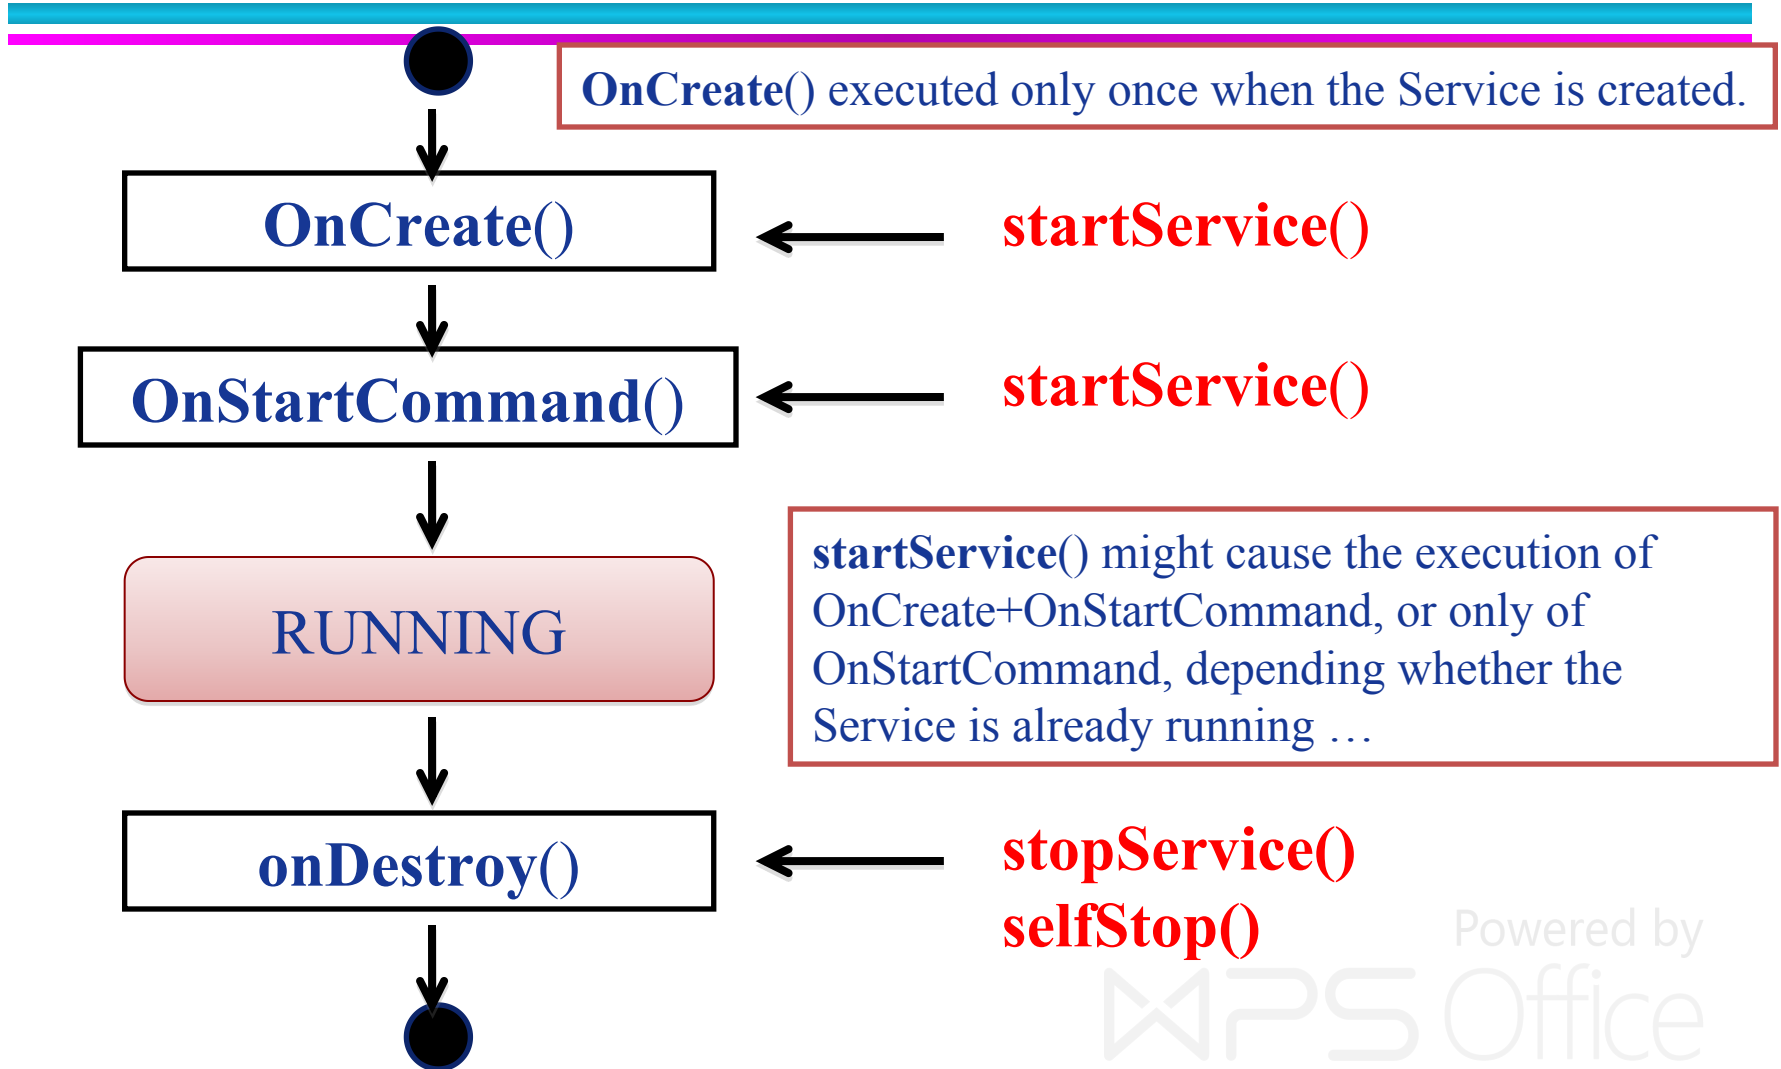 OnCreate() executed only once when the Service is created.
OnCreate()
startService()
OnStartCommand()
startService()
RUNNING
startService() might cause the execution of
OnCreate+OnStartCommand, or only of
OnStartCommand, depending whether the
Service is already running …
onDestroy()
stopService()
selfStop()
Powered by
WPS Office